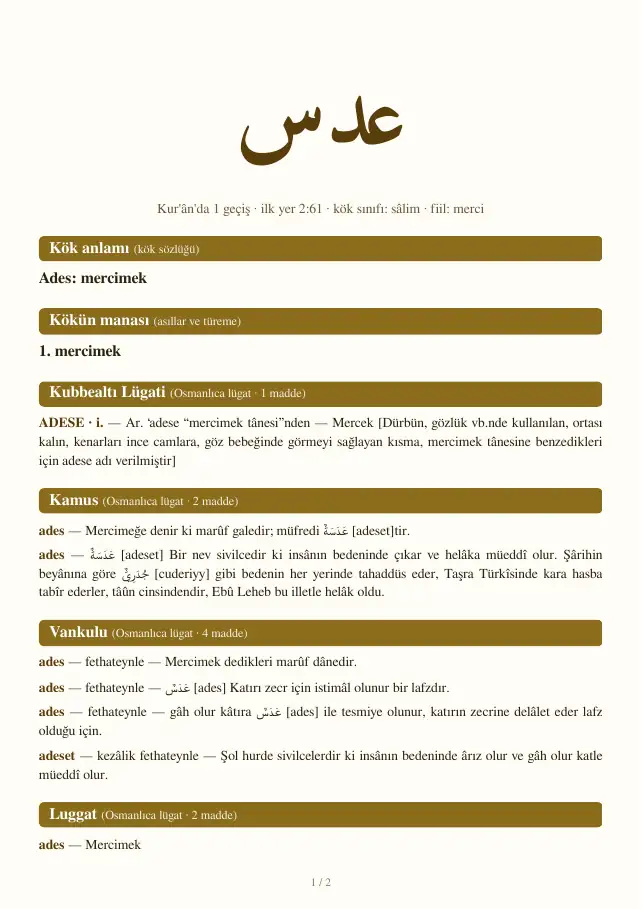 عدس
Kur'ân'da 1 geçiş · ilk yer 2:61 · kök sınıfı: sâlim · fiil: merci
Kök anlamı (kök sözlüğü)
Ades: mercimek
Kökün manası (asıllar ve türeme)
1. mercimek
Kubbealtı Lügati (Osmanlıca lügat · 1 madde)
ADESE · i. — Ar. ‘adese “mercimek tânesi”nden — Mercek [Dürbün, gözlük vb.nde kullanılan, ortası
kalın, kenarları ince camlara, göz bebeğinde görmeyi sağlayan kısma, mercimek tânesine benzedikleri
için adese adı verilmiştir]
Kamus (Osmanlıca lügat · 2 madde)
ades — Mercimeğe denir ki marûf galedir; müfredi عَدَسَةٌ [adeset]tir.
ades — عَدَسَةٌ [adeset] Bir nev sivilcedir ki insânın bedeninde çıkar ve helâka müeddî olur. Şârihin
beyânına göre جُدَرِيٌّ [cuderiyy] gibi bedenin her yerinde tahaddüs eder, Taşra Türkîsinde kara hasba
tabîr ederler, tâûn cinsindendir, Ebû Leheb bu illetle helâk oldu.
Vankulu (Osmanlıca lügat · 4 madde)
ades — fethateynle — Mercimek dedikleri marûf dânedir.
ades — fethateynle — عَدَسْ [ades] Katırı zecr için istimâl olunur bir lafzdır.
ades — fethateynle — gâh olur kâtıra عَدَسْ [ades] ile tesmiye olunur, katırın zecrine delâlet eder lafz
olduğu için.
adeset — kezâlik fethateynle — Şol hurde sivilcelerdir ki insânın bedeninde ârız olur ve gâh olur katle
müeddî olur.
Luggat (Osmanlıca lügat · 2 madde)
ades — Mercimek
1 / 2